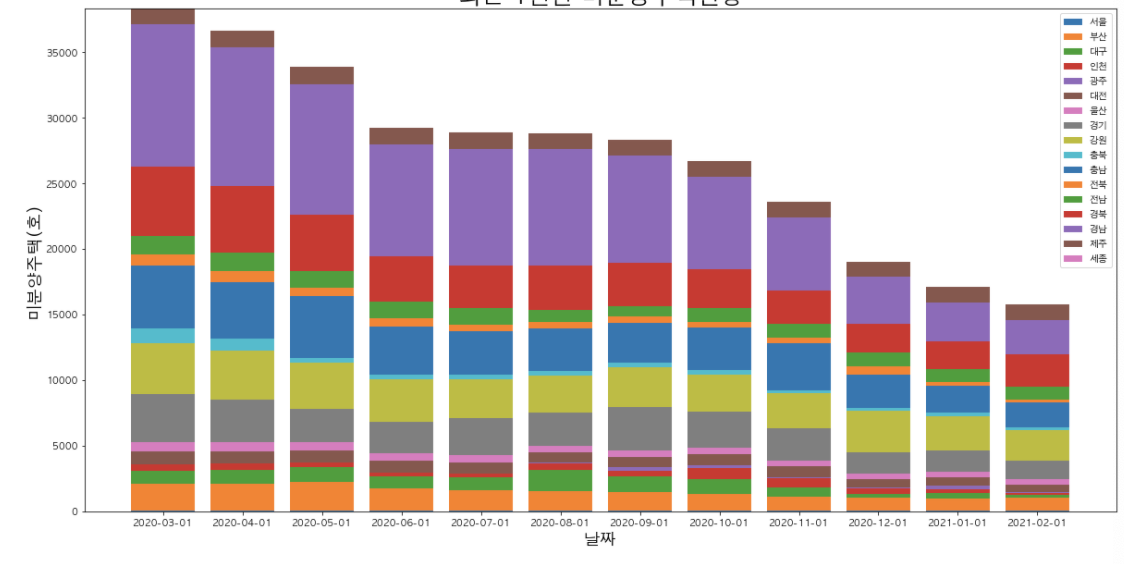 서울
부산
대구
인천
광주
대전
울산
경기
강원
충북
충남
전북
전남
경북
경남
제주
세종
35000
30000
25000
20000
15000
10000
5000
0
미분양주택(호)
2020-03-01 2020-04-01 2020-05-01 2020-06-01 2020-07-01 2020-08-01 2020-09-01 2020-10-01 2020-11-01 2020-12-01 2021-01-01 2021-02-01
날짜